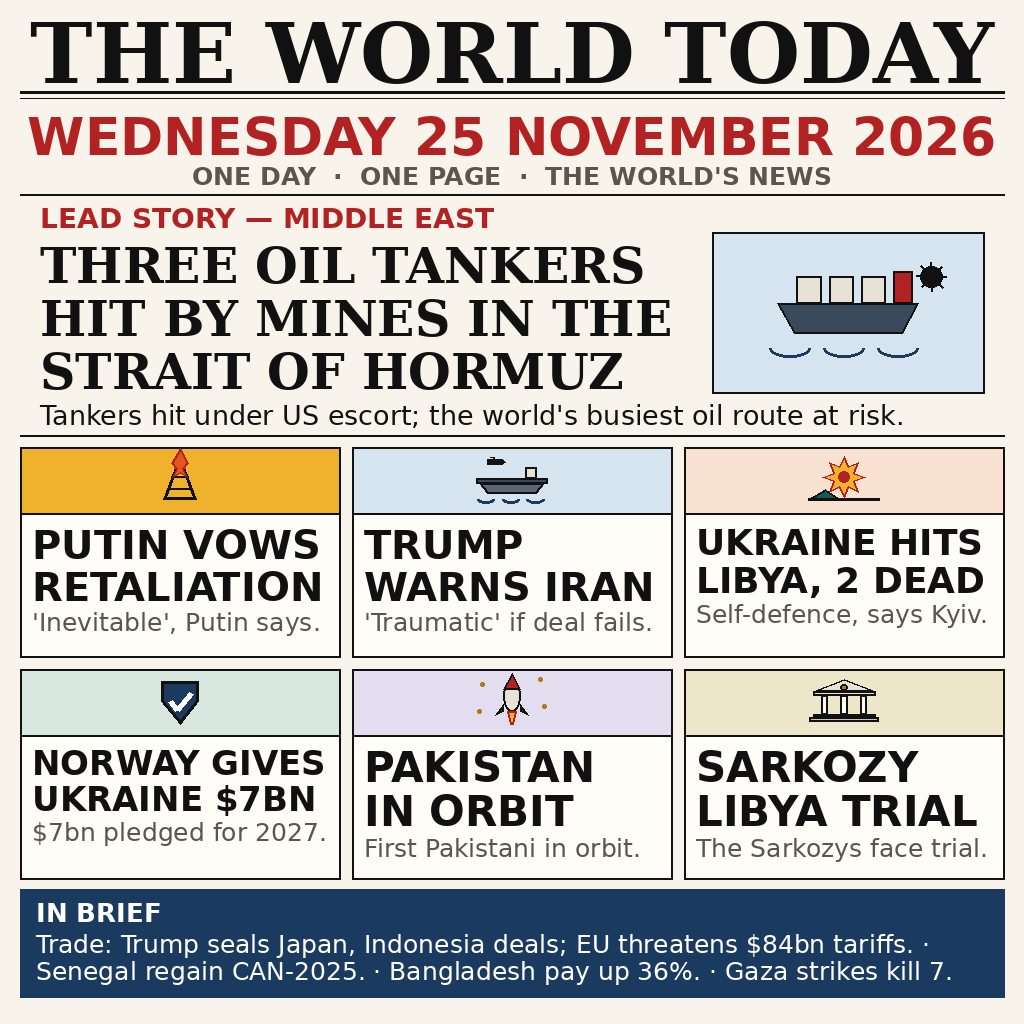 THE WORLD TODAY
WEDNESDAY 25 NOVEMBER 2026
ONE DAY · ONE PAGE · THE WORLD'S NEWS
LEAD STORY — MIDDLE EAST
THREE OIL TANKERS
HIT BY MINES IN THE
STRAIT OF HORMUZ
Tankers hit under US escort; the world's busiest oil route at risk.
PUTIN VOWS
RETALIATION
'Inevitable', Putin says.
TRUMP
WARNS IRAN
'Traumatic' if deal fails.
UKRAINE HITS
LIBYA, 2 DEAD
Self-defence, says Kyiv.
NORWAY GIVES
UKRAINE $7BN
$7bn pledged for 2027.
PAKISTAN
IN ORBIT
First Pakistani in orbit.
SARKOZY
LIBYA TRIAL
The Sarkozys face trial.
IN BRIEF
Trade: Trump seals Japan, Indonesia deals; EU threatens $84bn tariffs. ·
Senegal regain CAN-2025. · Bangladesh pay up 36%. · Gaza strikes kill 7.